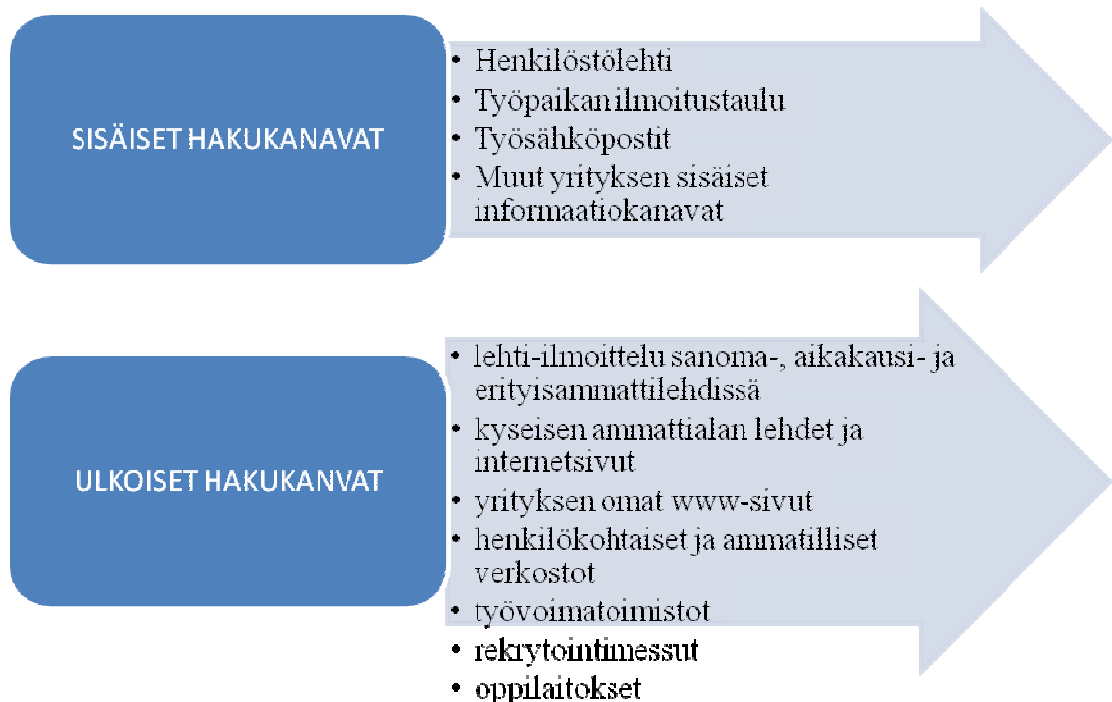 SISÄISET HAKUKANAVAT
• Henkilöstölehti
• Työpaikan ilmoitustaulu
• Työsähköpostit
• Muut yrityksen sisäiset
informaatiokanavat
ULKOISET HAKUKANVAT
• lehti-ilmoittelu sanoma-, aikakausi- ja
erityisammattilehdissä
• kyseisen ammattialan lehdet ja
internetsivut
• yrityksen omat www-sivut
• henkilökohtaiset ja ammatilliset
verkostot
• työvoimatoimistot
• rekrytointimessut
• oppilaitokset